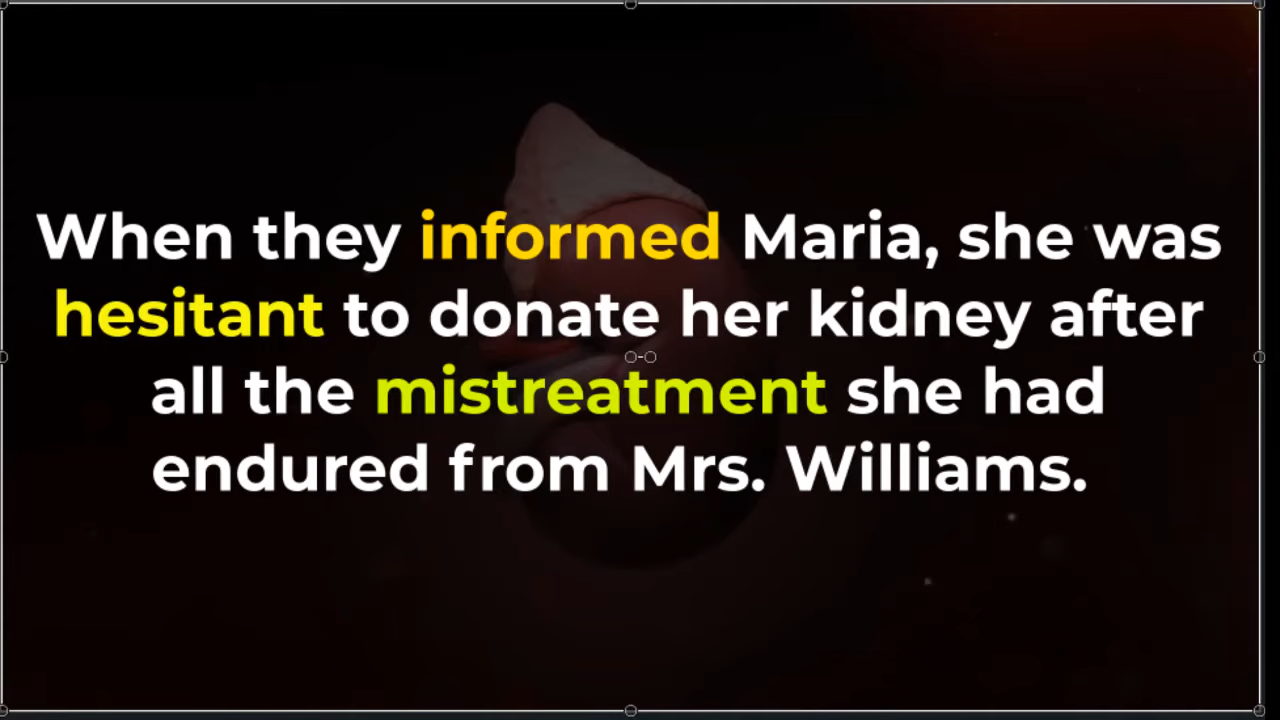 When they informed Maria, she was
hesitant to donate her kidney after
all the mistreatment she had
endured from Mrs. Williams.